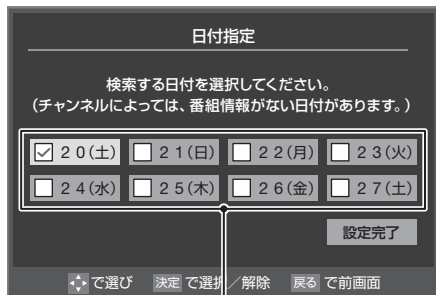 日付指定
検索する日付を選択してください。
(チャンネルによっては、番組情報がない日付があります。)
２０(土) ２１(日) ２２(月) ２３(火)
２４(水) ２５(木) ２６(金) ２７(土)
設定完了
で選び 決定 で選択／解除 戻る で前画面